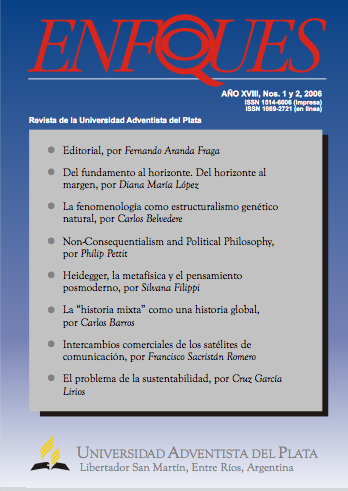 ENFOQUES
AÑO XVIII, Nos. 1 y 2, 2006
ISSN 1514-6006 (impresa)
ISSN 1669-2721 (en línea)
Revista de la Universidad Adventista del Plata
Editorial, por Fernando Aranda Fraga
Del fundamento al horizonte. Del horizonte al
margen, por Diana María López
La fenomenología como estructuralismo genético
natural, por Carlos Belvedere
Non-Consequentialism and Political Philosophy,
por Philip Pettit
Heidegger, la metafísica y el pensamiento
posmoderno, por Silvana Filippi
La “historia mixta” como una historia global,
por Carlos Barros
Intercambios comerciales de los satélites de
comunicación, por Francisco Sacristán Romero
El problema de la sustentabilidad, por Cruz García
Lirios
UNIVERSIDAD ADVENTISTA DEL PLATA
Libertador San Martín, Entre Ríos, Argentina